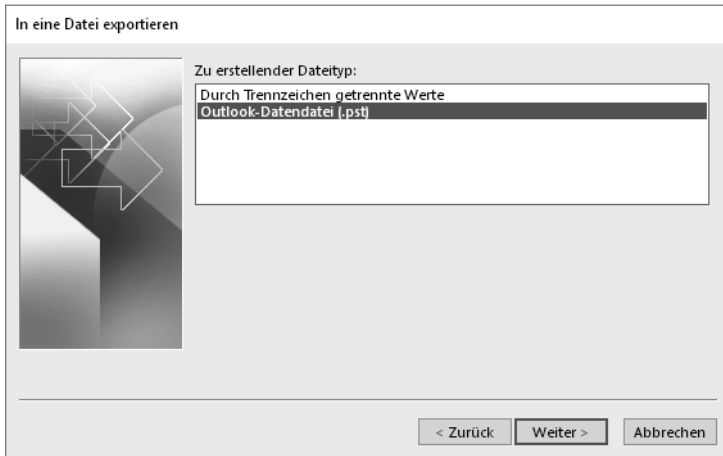 In eine Datei exportieren
Zu erstellender Dateityp:
Durch Trennzeichen getrennte Werte
Outlook-Datendatei (.pst)
< Zurück Weiter > Abbrechen